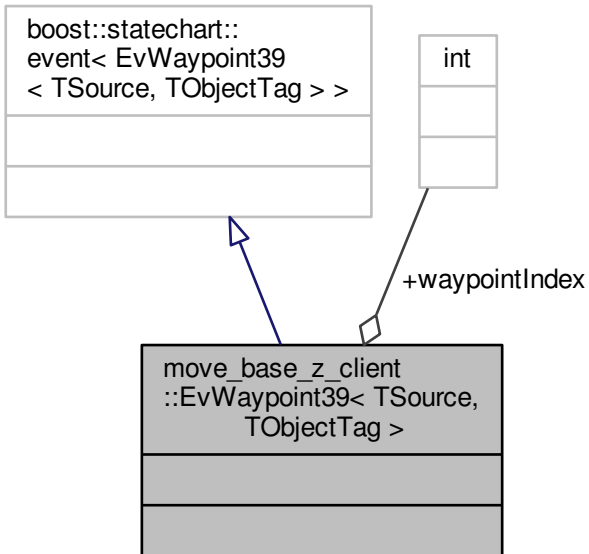 boost::statechart::
event< EvWaypoint39
< TSource, TObjectTag > >
int
+waypointIndex
move_base_z_client
::EvWaypoint39< TSource,
TObjectTag >